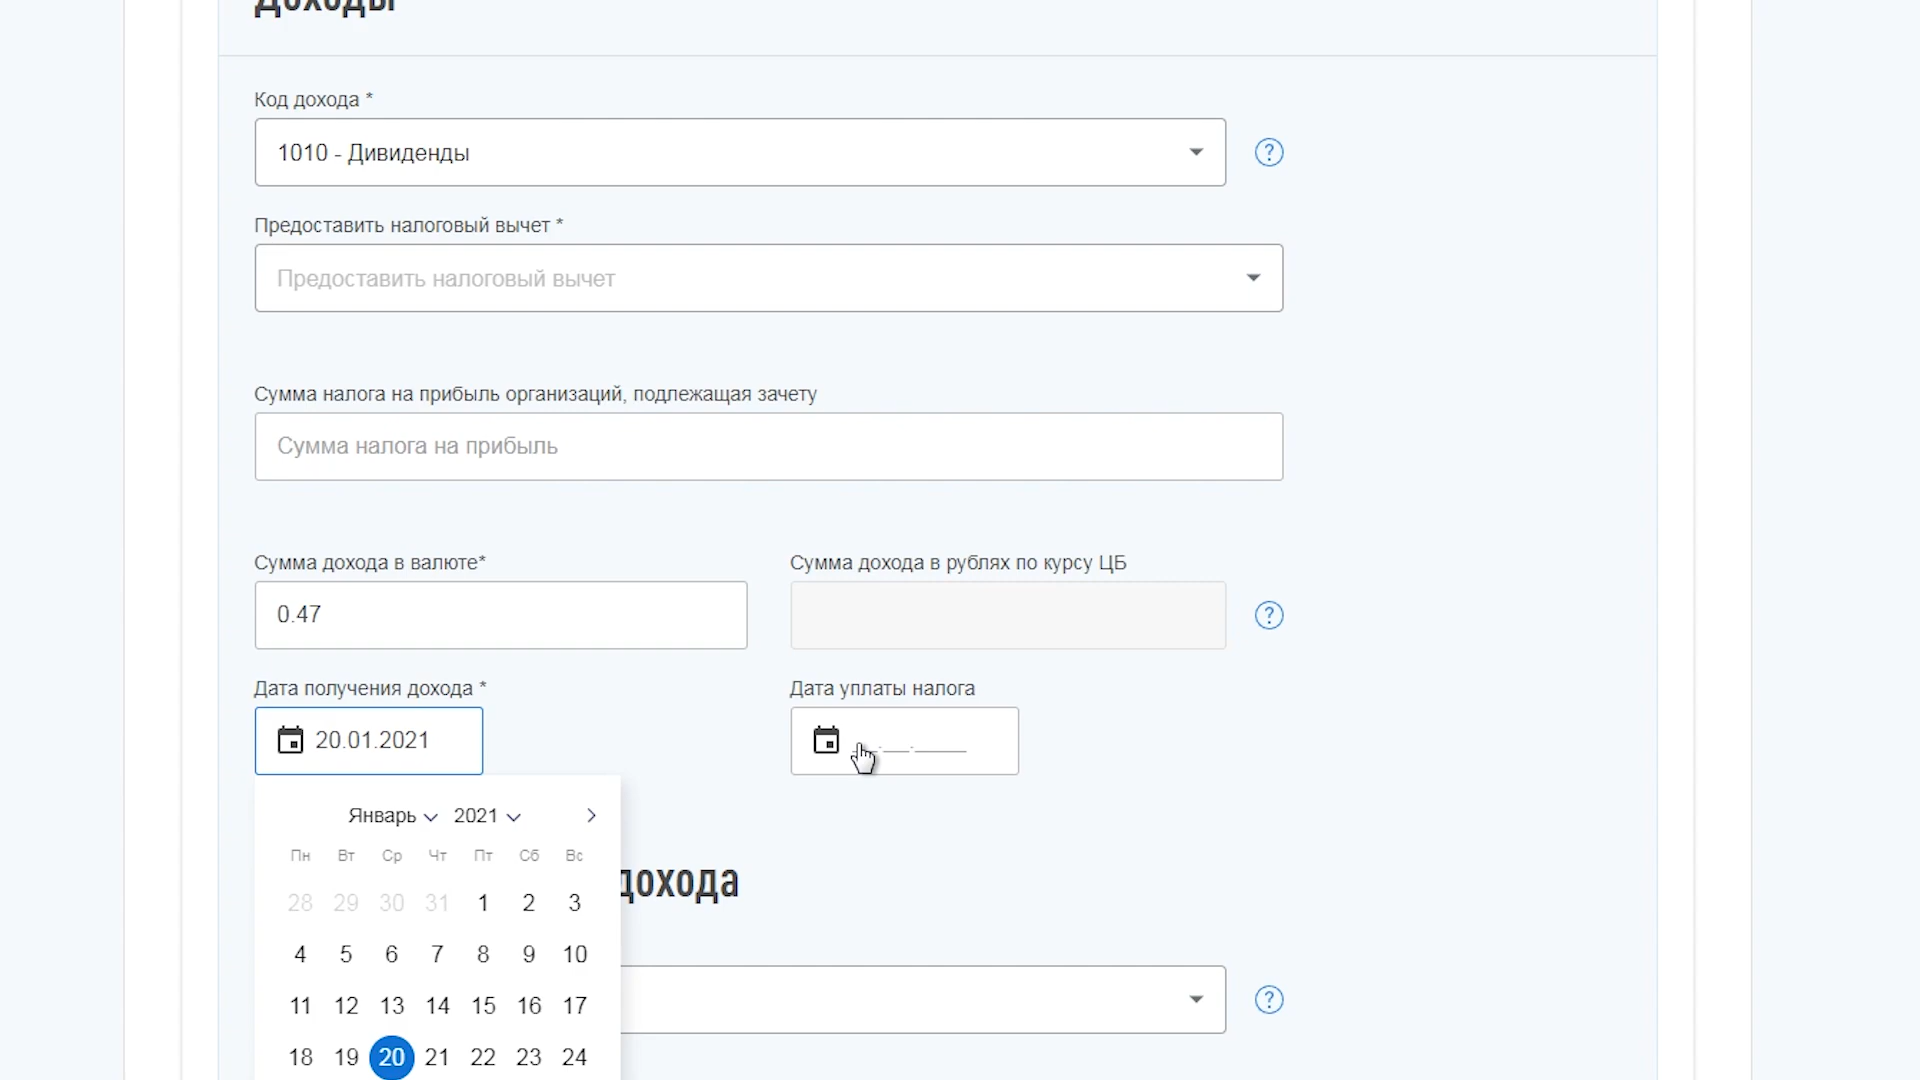 Доходы
Код дохода *
1010 - Дивиденды
?
Предоставить налоговый вычет *
Предоставить налоговый вычет
Сумма налога на прибыль организаций, подлежащая зачету
Сумма налога на прибыль
Сумма дохода в валюте*
Сумма дохода в рублях по курсу ЦБ
0.47
?
Дата получения дохода *
Дата уплаты налога
20.01.2021
Январь 2021
Пн Вт Ср Чт Пт Сб Вс
дохода
28 29 30 31 1 2 3
4 5 6 7 8 9 10
11 12 13 14 15 16 17
?
18 19 20 21 22 23 24